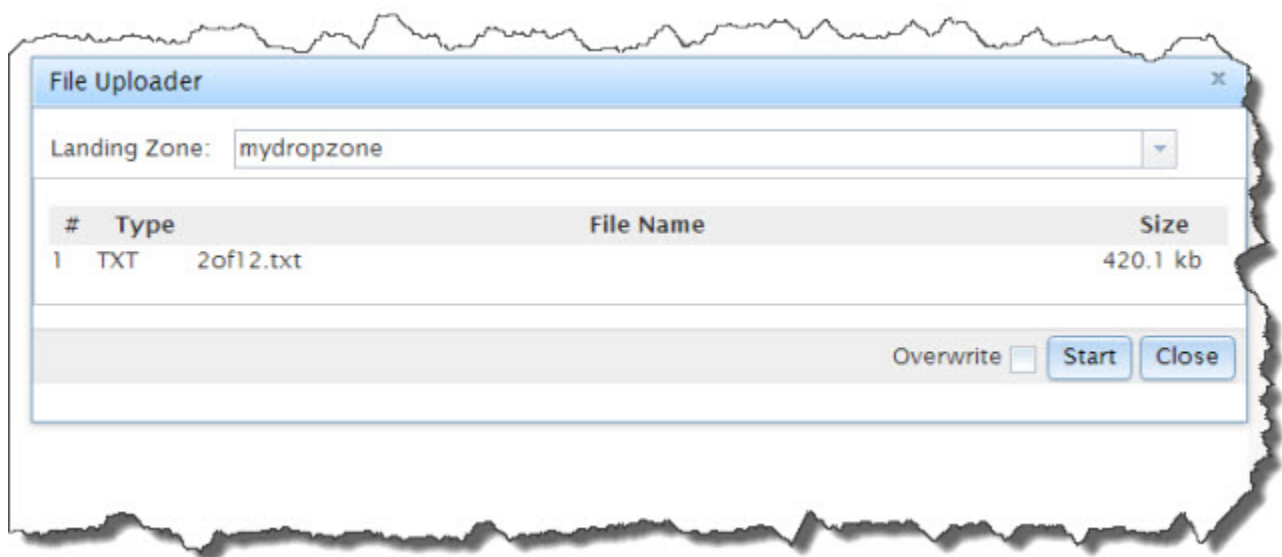 File Uploader x
Landing Zone: mydropzone
# Type File Name Size
1 TXT 2of12.txt 420.1 kb
Overwrite Start Close